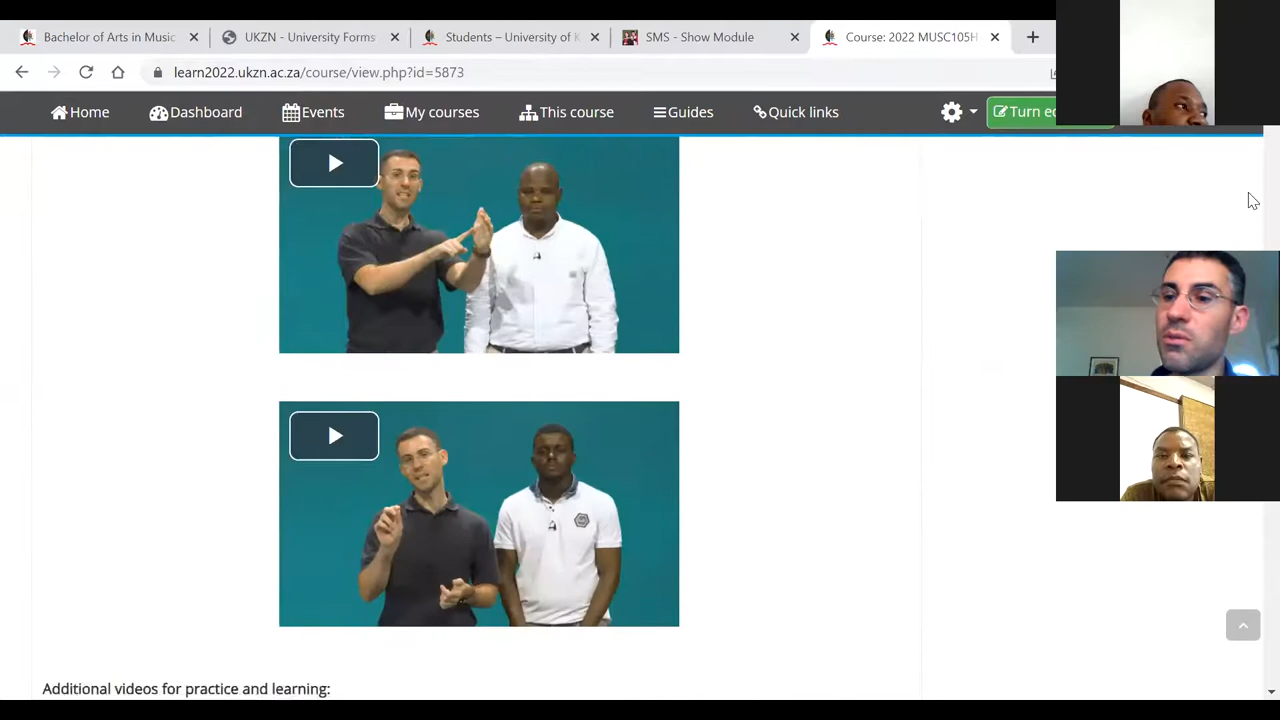 Bachelor of Arts in Music
UKZN - University Forms
Students – University of K
SMS - Show Module
Course: 2022 MUSC105H
learn2022.ukzn.ac.za/course/view.php?id=5873
Home Dashboard Events My courses This course Guides Quick links Turn ed
Additional videos for practice and learning: